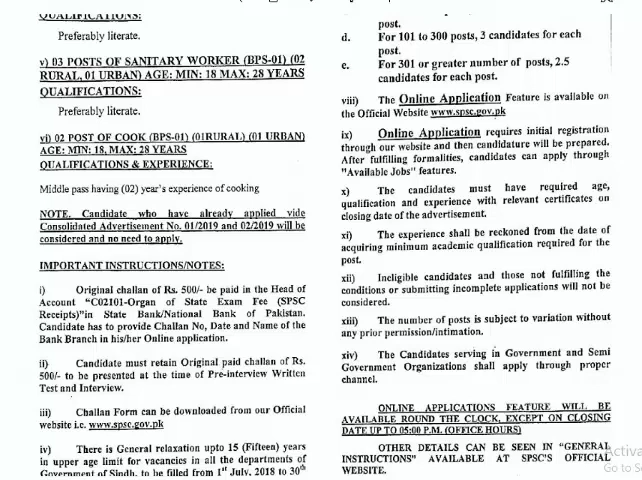 QUALIFICATIONS:
Preferably literate.
v) 03 POSTS OF SANITARY WORKER (BPS-01) (02
RURAL, 01 URBAN) AGE: MIN: 18 MAX: 28 YEARS
QUALIFICATIONS:
Preferably literate.
vi) 02 POST OF COOK (BPS-01) (01RURAL) (01 URBAN)
AGE: MIN: 18, MAX: 28 YEARS
QUALIFICATIONS & EXPERIENCE:
Middle pass having (02) year's experience of cooking
NOTE. Candidate who have already applied vide
Consolidated Advertisement No. 01/2019 and 02/2019 will be
considered and no need to apply.
IMPORTANT INSTRUCTIONS/NOTES:
i) Original challan of Rs. 500/- be paid in the Head of
Account "C02101-Organ of State Exam Fee (SPSC
Receipts)"in State Bank/National Bank of Pakistan.
Candidate has to provide Challan No, Date and Name of the
Bank Branch in his/her Online application.
ii) Candidate must retain Original paid challan of Rs.
500/- to be presented at the time of Pre-interview Written
Test and Interview.
iii) Challan Form can be downloaded from our Official
website i.e. www.spsc.gov.pk
iv) There is General relaxation upto 15 (Fifteen) years
in upper age limit for vacancies in all the departments of
Government of Sindh, to be filled from 1st July, 2018 to 30th
post.
d. For 101 to 300 posts, 3 candidates for each
post.
e. For 301 or greater number of posts, 2.5
candidates for each post.
viii) The Online Application Feature is available on
the Official Website www.spsc.gov.pk
ix) Online Application requires initial registration
through our website and then candidature will be prepared.
After fulfilling formalities, candidates can apply through
"Available Jobs" features.
x) The candidates must have required age,
qualification and experience with relevant certificates on
closing date of the advertisement.
xi) The experience shall be reckoned from the date of
acquiring minimum academic qualification required for the
post.
xii) Ineligible candidates and those not fulfilling the
conditions or submitting incomplete applications will not be
considered.
xiii) The number of posts is subject to variation without
any prior permission/intimation.
xiv) The Candidates serving in Government and Semi
Government Organizations shall apply through proper
channel.
ONLINE APPLICATIONS FEATURE WILL BE
AVAILABLE ROUND THE CLOCK, EXCEPT ON CLOSING
DATE UP TO 05:00 P.M. (OFFICE HOURS)
OTHER DETAILS CAN BE SEEN IN "GENERAL
INSTRUCTIONS" AVAILABLE AT SPSC'S OFFICIAL
WEBSITE.
Activa
Go to S